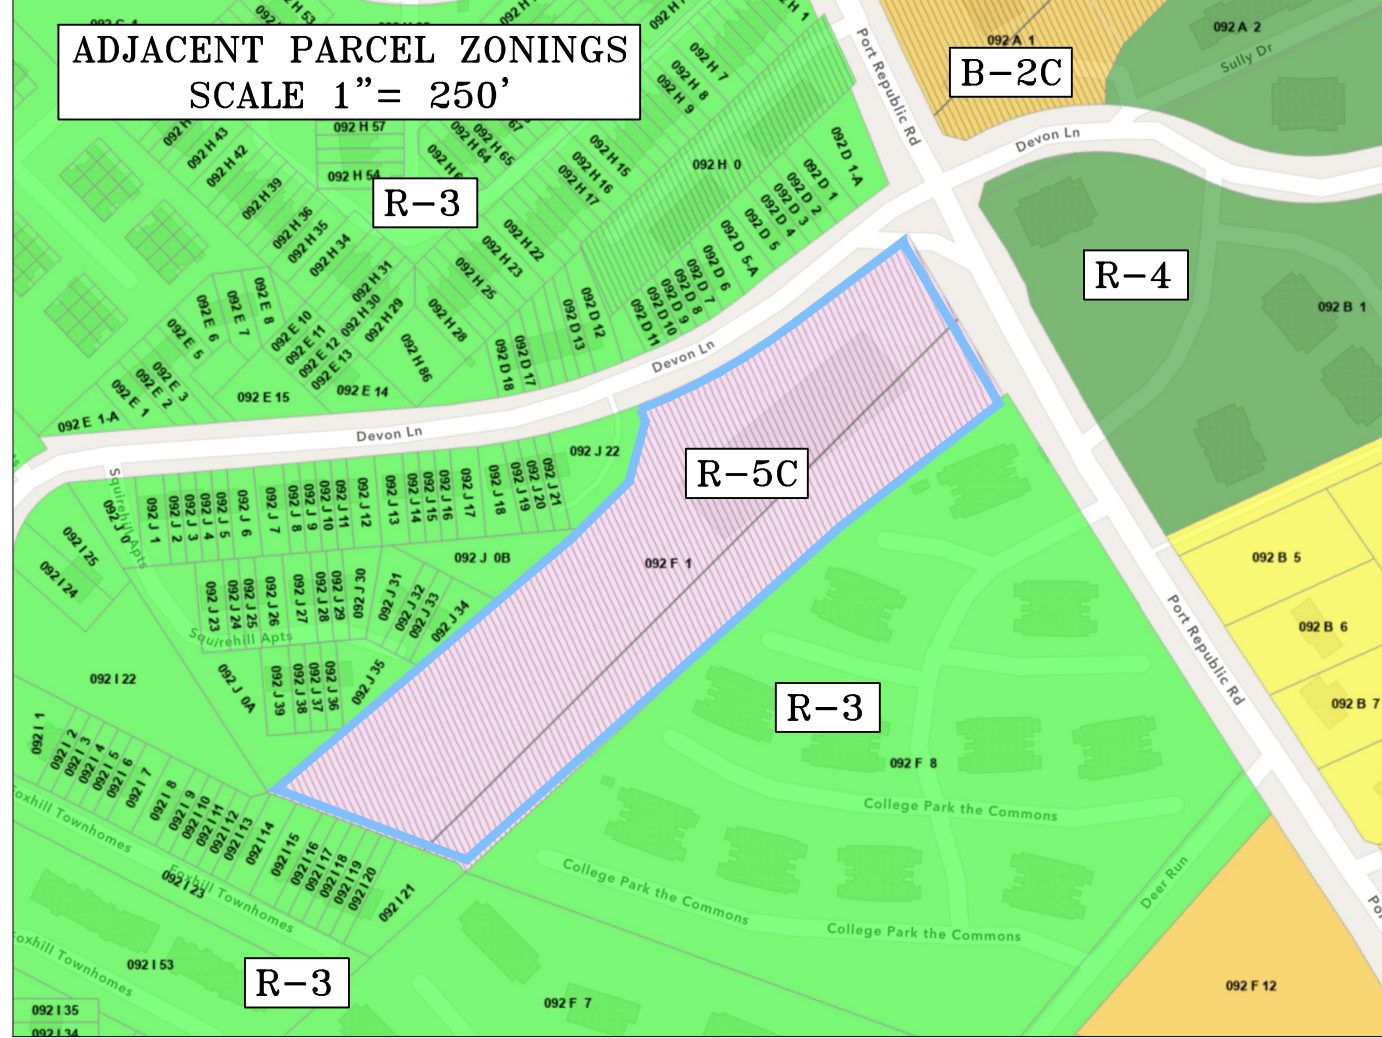 ADJACENT PARCEL ZONINGS
SCALE 1"= 250'
092 H 53
092 A 1
092 A 2
Sully Dr
B-2C
Port Republic Rd
Devon Ln
092 H 7
092 H 8
092 H 9
092 H 57
092 H 54
092 H 43
092 H 42
092 H 39
092 H 36
092 H 35
092 H 34
092 H 31
092 H 30
092 H 29
092 H 28
092 H 86
092 H 64
092 H 65
092 H 15
092 H 16
092 H 17
092 H 22
092 H 23
092 H 25
092 H 0
R-3
092 D 1-A
092 D 1
092 D 2
092 D 3
092 D 4
092 D 5
092 D 5-A
092 D 6
092 D 7
092 D 8
092 D 9
092 D 10
092 D 11
092 D 12
092 D 13
092 D 17
092 D 18
R-4
092 B 1
092 E 8
092 E 7
092 E 6
092 E 5
092 E 3
092 E 2
092 E 1
092 E 1-A
092 E 10
092 E 11
092 E 12
092 E 13
092 E 14
092 E 15
Devon Ln
Devon Ln
092 J 22
R-5C
092 F 1
Squirehill Apts
092 J 0
092 J 1
092 J 2
092 J 3
092 J 4
092 J 5
092 J 6
092 J 7
092 J 8
092 J 9
092 J 10
092 J 11
092 J 12
092 J 13
092 J 14
092 J 15
092 J 16
092 J 17
092 J 18
092 J 19
092 J 20
092 J 21
092 I 25
092 I 24
092 J 0B
092 J 23
092 J 24
092 J 25
092 J 26
092 J 27
092 J 28
092 J 29
092 J 30
092 J 31
092 J 32
092 J 33
092 J 34
092 J 35
Squirehill Apts
092 J 0A
092 J 39
092 J 38
092 J 37
092 J 36
092 I 22
092 B 5
092 B 6
092 B 7
Port Republic Rd
R-3
092 F 8
092 I 1
092 I 2
092 I 3
092 I 4
092 I 5
092 I 6
092 I 7
092 I 8
092 I 9
092 I 10
092 I 11
092 I 12
092 I 13
092 I 14
092 I 15
092 I 16
092 I 17
092 I 18
092 I 19
092 I 20
092 I 21
Foxhill Townhomes
092 I 23
Foxhill Townhomes
College Park the Commons
College Park the Commons
College Park the Commons
Deer Run
Foxhill Townhomes
092 I 53
R-3
092 F 7
092 F 12
092 I 35
092 I 34